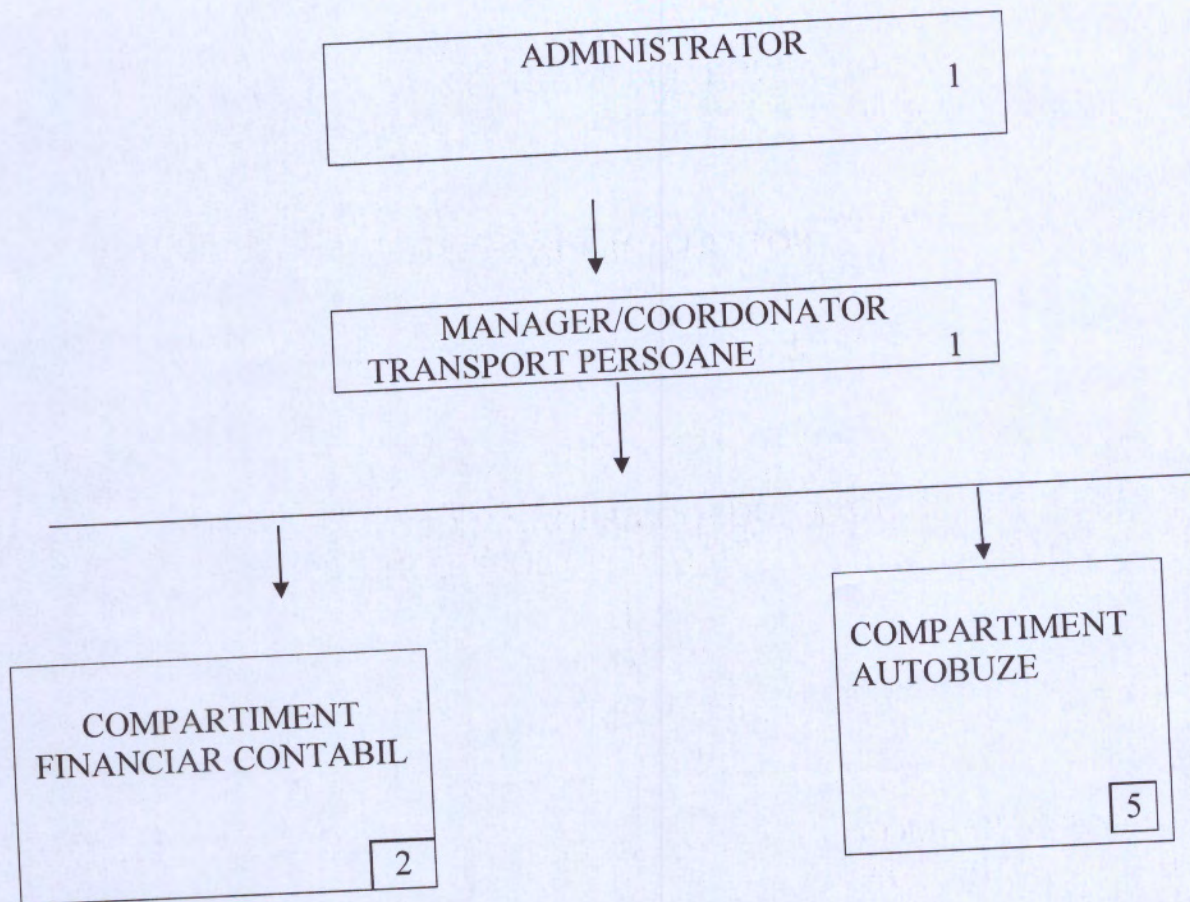 ADMINISTRATOR
1
MANAGER/COORDONATOR
TRANSPORT PERSOANE 1
COMPARTIMENT
FINANCIAR CONTABIL
2
COMPARTIMENT
AUTOBUZE
5